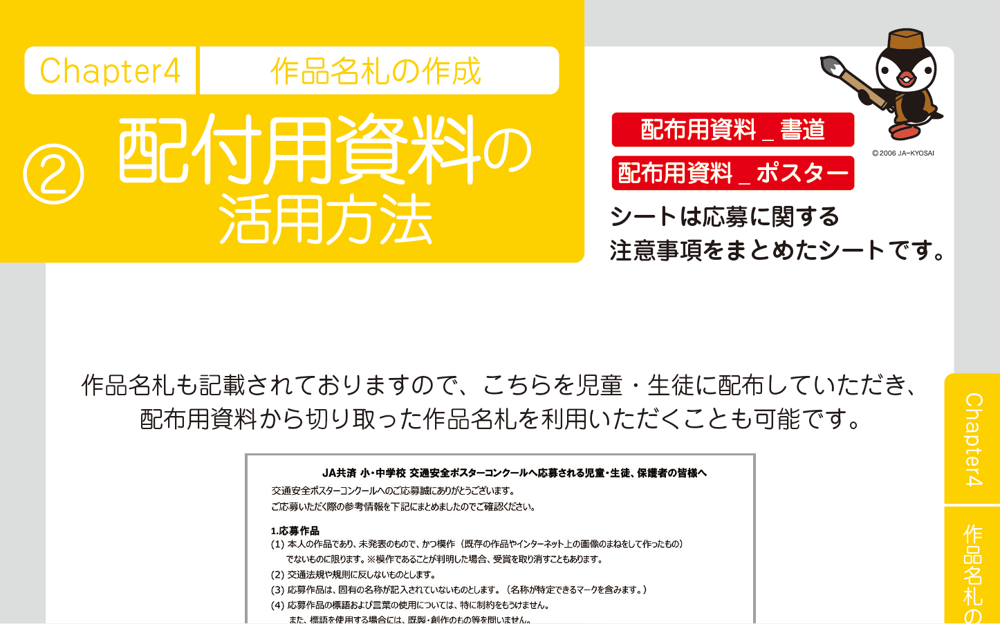 Chapter4 作品名札の作成
② 配付用資料の
活用方法
配布用資料_書道
配布用資料_ポスター
シートは応募に関する
注意事項をまとめたシートです。
©2006 JA-KYOSAI
作品名札も記載されておりますので、こちらを児童・生徒に配布していただき、
配布用資料から切り取った作品名札を利用いただくことも可能です。
JA共済 小・中学校 交通安全ポスターコンクールへ応募される児童・生徒、保護者の皆様へ
交通安全ポスターコンクールへのご応募誠にありがとうございます。
ご応募いただく際の参考情報を下記にまとめましたのでご確認ください。
1.応募作品
(1) 本人の作品であり、未発表のもので、かつ模作（既存の作品やインターネット上の画像のまねをして作ったもの）
でないものに限ります。※模作であることが判明した場合、受賞を取り消すこともあります。
(2) 交通法規や規則に反しないものとします。
(3) 応募作品は、固有の名称が記入されていないものとします。（名称が特定できるマークを含みます。）
(4) 応募作品の標語および言葉の使用については、特に制約をもうけません。
また、標語を使用する場合には、既製・創作のもの等を問いません。
Chapter4
作品名札の